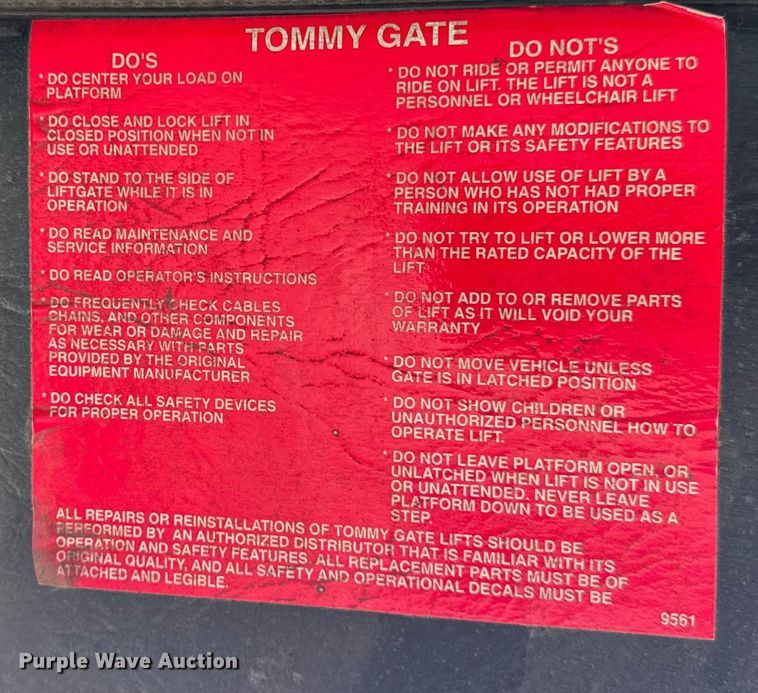 TOMMY GATE
DO'S
* DO CENTER YOUR LOAD ON
PLATFORM
* DO CLOSE AND LOCK LIFT IN
CLOSED POSITION WHEN NOT IN
USE OR UNATTENDED
* DO STAND TO THE SIDE OF
LIFTGATE WHILE IT IS IN
OPERATION
* DO READ MAINTENANCE AND
SERVICE INFORMATION
* DO READ OPERATOR'S INSTRUCTIONS
* DO FREQUENTLY CHECK CABLES
CHAINS, AND OTHER COMPONENTS
FOR WEAR OR DAMAGE AND REPAIR
AS NECESSARY WITH PARTS
PROVIDED BY THE ORIGINAL
EQUIPMENT MANUFACTURER
* DO CHECK ALL SAFETY DEVICES
FOR PROPER OPERATION
DO NOT'S
* DO NOT RIDE OR PERMIT ANYONE TO
RIDE ON LIFT. THE LIFT IS NOT A
PERSONNEL OR WHEELCHAIR LIFT
* DO NOT MAKE ANY MODIFICATIONS TO
THE LIFT OR ITS SAFETY FEATURES
* DO NOT ALLOW USE OF LIFT BY A
PERSON WHO HAS NOT HAD PROPER
TRAINING IN ITS OPERATION
* DO NOT TRY TO LIFT OR LOWER MORE
THAN THE RATED CAPACITY OF THE
LIFT
* DO NOT ADD TO OR REMOVE PARTS
OF LIFT AS IT WILL VOID YOUR
WARRANTY
* DO NOT MOVE VEHICLE UNLESS
GATE IS IN LATCHED POSITION
* DO NOT SHOW CHILDREN OR
UNAUTHORIZED PERSONNEL HOW TO
OPERATE LIFT.
* DO NOT LEAVE PLATFORM OPEN, OR
UNLATCHED WHEN LIFT IS NOT IN USE
OR UNATTENDED. NEVER LEAVE
PLATFORM DOWN TO BE USED AS A
STEP.
ALL REPAIRS OR REINSTALLATIONS OF TOMMY GATE LIFTS SHOULD BE
PERFORMED BY AN AUTHORIZED DISTRIBUTOR THAT IS FAMILIAR WITH ITS
OPERATION AND SAFETY FEATURES. ALL REPLACEMENT PARTS MUST BE OF
ORIGINAL QUALITY, AND ALL SAFETY AND OPERATIONAL DECALS MUST BE
ATTACHED AND LEGIBLE.
9561
Purple Wave Auction